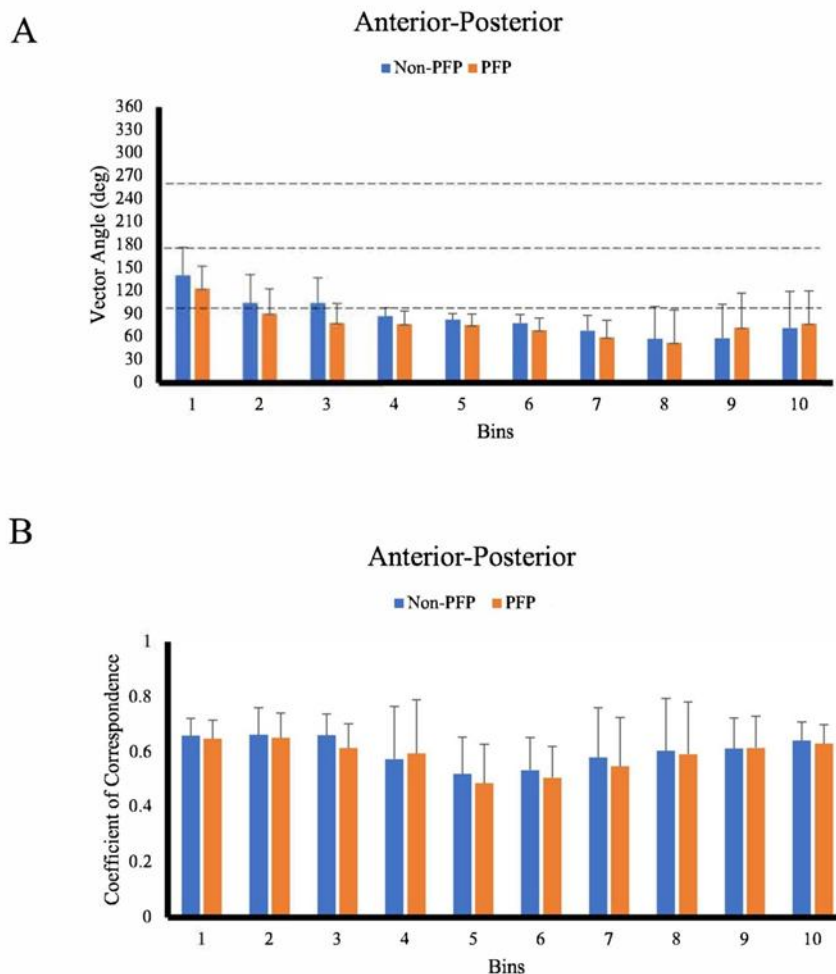 A
Anterior-Posterior
Non-PFP PFP
Vector Angle (deg)
360
330
300
270
240
210
180
150
120
90
60
30
0
1 2 3 4 5 6 7 8 9 10
Bins
B
Anterior-Posterior
Non-PFP PFP
Coefficient of Correspondence
1
0.8
0.6
0.4
0.2
0
1 2 3 4 5 6 7 8 9 10
Bins